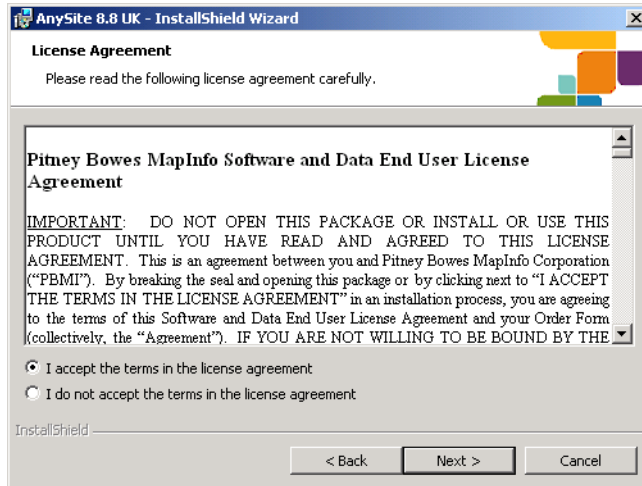 AnySite 8.8 UK - InstallShield Wizard
License Agreement
Please read the following license agreement carefully.
Pitney Bowes MapInfo Software and Data End User License
Agreement
IMPORTANT: DO NOT OPEN THIS PACKAGE OR INSTALL OR USE THIS
PRODUCT UNTIL YOU HAVE READ AND AGREED TO THIS LICENSE
AGREEMENT. This is an agreement between you and Pitney Bowes MapInfo Corporation
(“PBMI”). By breaking the seal and opening this package or by clicking next to “I ACCEPT
THE TERMS IN THE LICENSE AGREEMENT” in an installation process, you are agreeing
to the terms of this Software and Data End User License Agreement and your Order Form
(collectively, the “Agreement”). IF YOU ARE NOT WILLING TO BE BOUND BY THE
I accept the terms in the license agreement
I do not accept the terms in the license agreement
InstallShield
< Back Next > Cancel